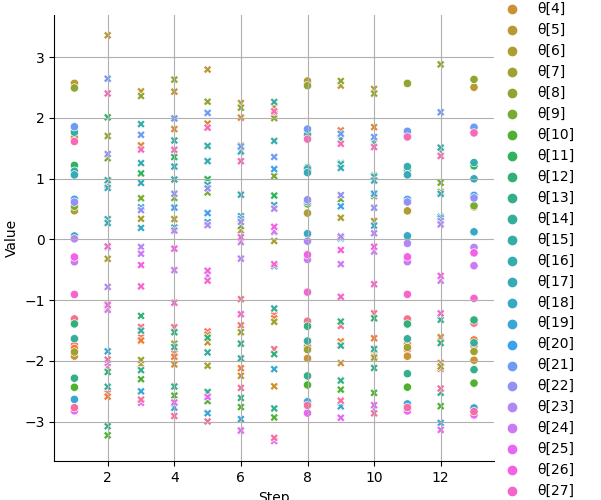 θ[4]
θ[5]
θ[6]
θ[7]
θ[8]
θ[9]
θ[10]
θ[11]
θ[12]
θ[13]
θ[14]
θ[15]
θ[16]
θ[17]
θ[18]
θ[19]
θ[20]
θ[21]
θ[22]
θ[23]
θ[24]
θ[25]
θ[26]
θ[27]
Value
3
2
1
0
−1
−2
−3
2
4
6
8
10
12
Step